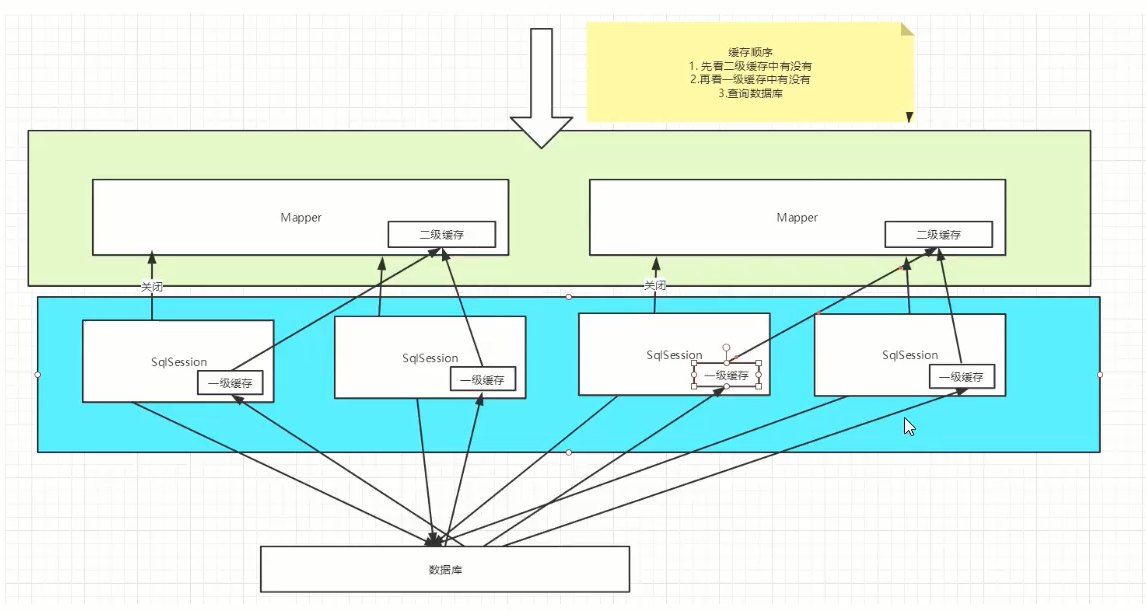 缓存顺序
1. 先看二级缓存中有没有
2.再看一级缓存中有没有
3.查询数据库
Mapper
二级缓存
Mapper
二级缓存
关闭
关闭
SqlSession
一级缓存
SqlSession
一级缓存
SqlSession
一级缓存
SqlSession
一级缓存
数据库